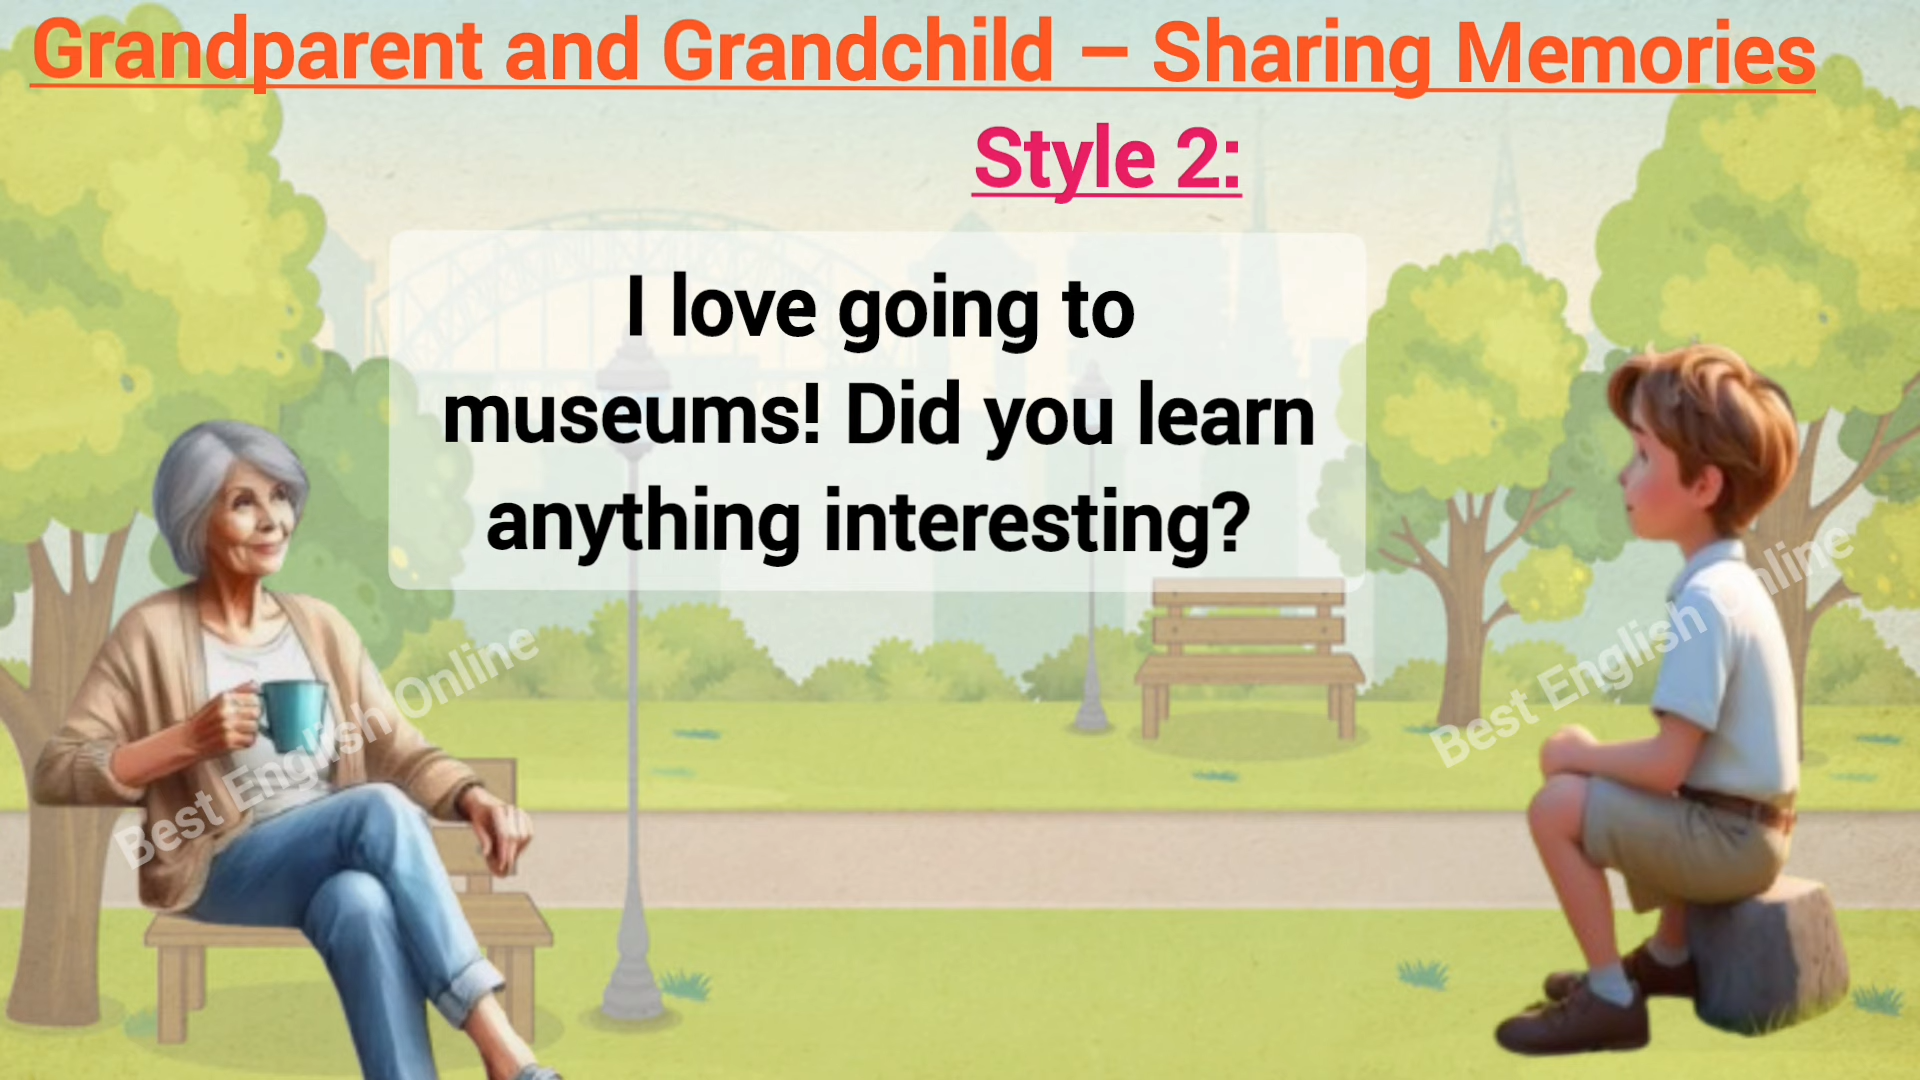 Grandparent and Grandchild – Sharing Memories
Style 2:
I love going to
museums! Did you learn
anything interesting?
Best English Online
Best English Online